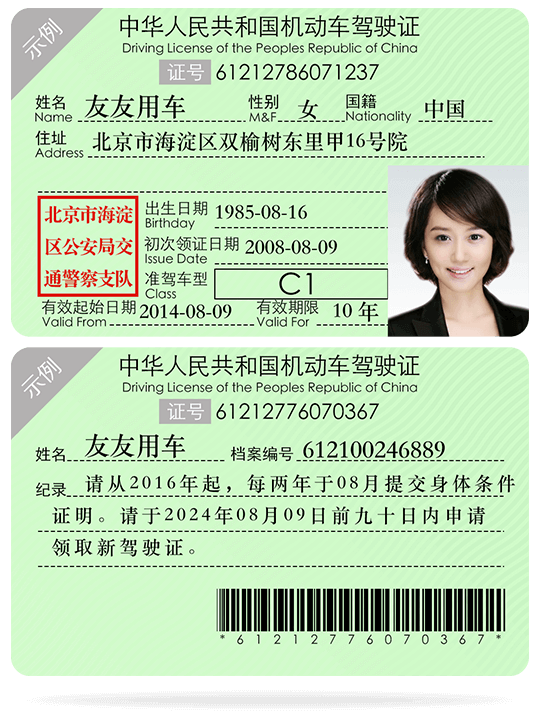 示例
中华人民共和国机动车驾驶证
Driving License of the Peoples Republic of China
证号 61212786071237
姓名 友友用车 性别 女 国籍 中国
Name M&F Nationality
住址 北京市海淀区双榆树东里甲16号院
Address
北京市海淀
区公安局交
通警察支队
出生日期 1985-08-16
Birthday
初次领证日期 2008-08-09
Issue Date
准驾车型 C1
Class
有效起始日期 2014-08-09 有效期限 10 年
Valid From Valid For
示例
中华人民共和国机动车驾驶证
Driving License of the Peoples Republic of China
证号 61212776070367
姓名 友友用车 档案编号 612100246889
纪录 请从2016年起，每两年于08月提交身体条件
证明。请于2024年08月09日前九十日内申请
领取新驾驶证。
*61212776070367*